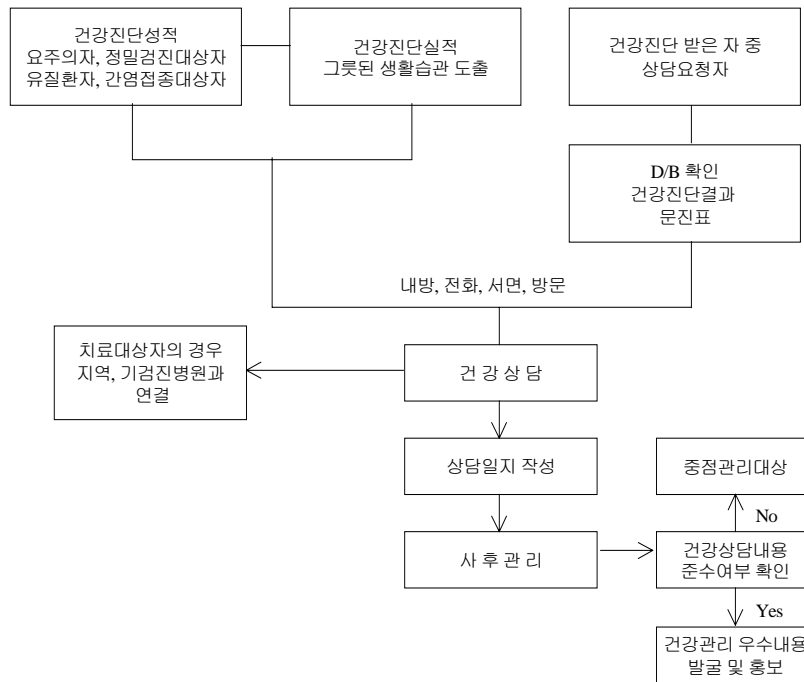 건강진단성적
요주의자, 정밀검진대상자
유질환자, 간염접종대상자
건강진단실적
그릇된 생활습관 도출
건강진단 받은 자 중
상담요청자
D/B 확인
건강진단결과
문진표
내방, 전화, 서면, 방문
치료대상자의 경우
지역, 기검진병원과
연결
건 강 상 담
상담일지 작성
중점관리대상
No
사 후 관 리
건강상담내용
준수여부 확인
Yes
건강관리 우수내용
발굴 및 홍보